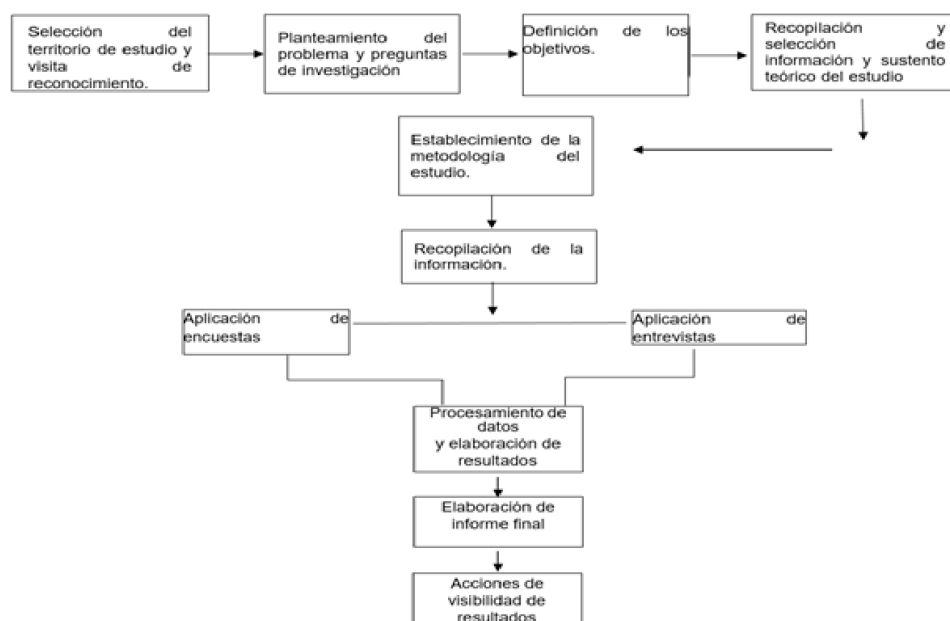 Selección del
territorio de estudio y
visita de
reconocimiento.
Planteamiento del
problema y preguntas
de investigación
Definición de los
objetivos.
Recopilación y
selección de
información y sustento
teórico del estudio
Establecimiento de la
metodología del
estudio.
Recopilación de la
información.
Aplicación de
encuestas
Aplicación de
entrevistas
Procesamiento de
datos
y elaboración de
resultados
Elaboración de
informe final
Acciones de
visibilidad de
resultados